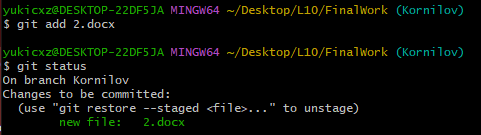 yukicxz@DESKTOP-22DF5JA MINGW64 ~/Desktop/L10/FinalWork (Kornilov)
$ git add 2.docx
yukicxz@DESKTOP-22DF5JA MINGW64 ~/Desktop/L10/FinalWork (Kornilov)
$ git status
On branch Kornilov
Changes to be committed:
  (use "git restore --staged <file>..." to unstage)
        new file:   2.docx